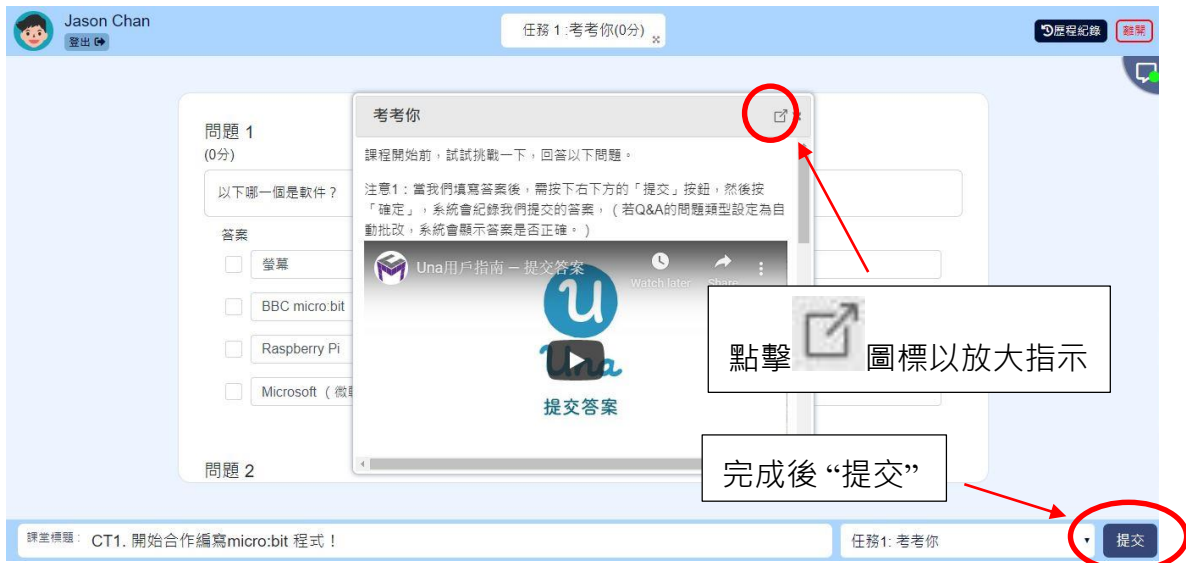 Jason Chan
登出
任務 1 :考考你(0分)
歷程紀錄
離開
考考你
問題 1
(0分)
課程開始前，試試挑戰一下，回答以下問題。
以下哪一個是軟件？
注意1：當我們填寫答案後，需按下右下方的「提交」按鈕，然後按
「確定」，系統會紀錄我們提交的答案，（若Q&A的問題類型設定為自
動批改，系統會顯示答案是否正確。）
答案
螢幕
BBC micro:bit
Raspberry Pi
Microsoft （微
Una用戶指南 – 提交答案
Watch later
Share
Una
提交答案
點擊 圖標以放大指示
問題 2
完成後 “提交”
課堂標題：
CT1. 開始合作編寫micro:bit 程式！
任務1: 考考你
提交